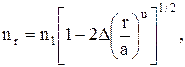 n_r = n_1 [ 1 − 2Δ ( r / a )^u ]^{1/2} ,